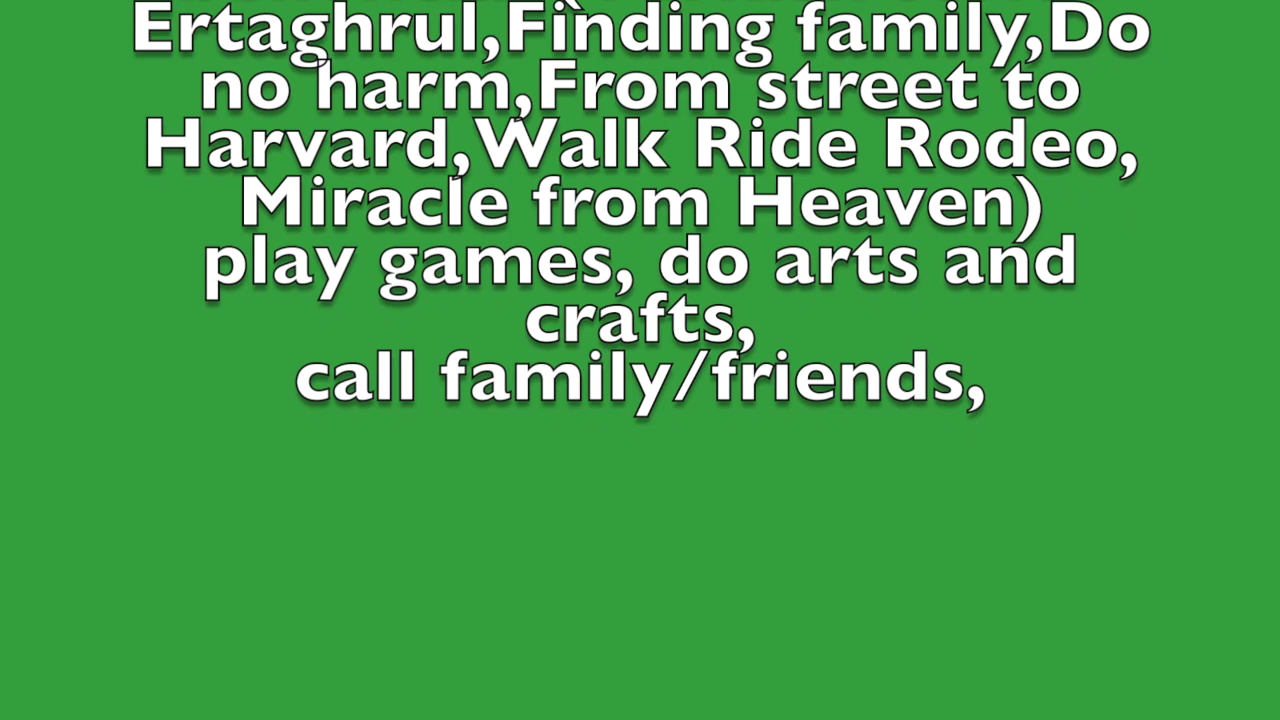 Ertaghrul,Finding family,Do
no harm,From street to
Harvard,Walk Ride Rodeo,
Miracle from Heaven)
play games, do arts and
crafts,
call family/friends,